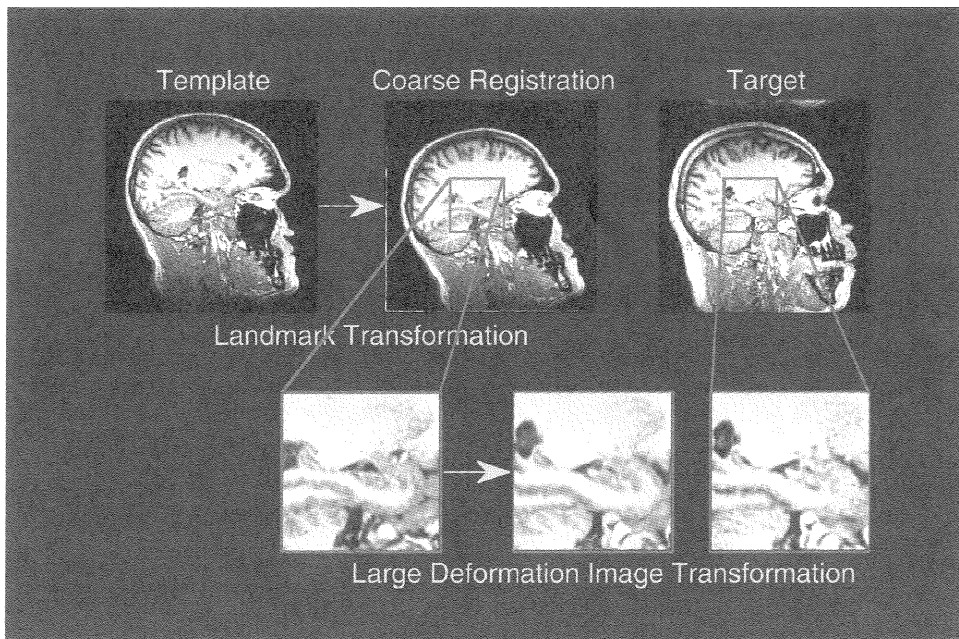 Template
Coarse Registration
Target
Landmark Transformation
Large Deformation Image Transformation